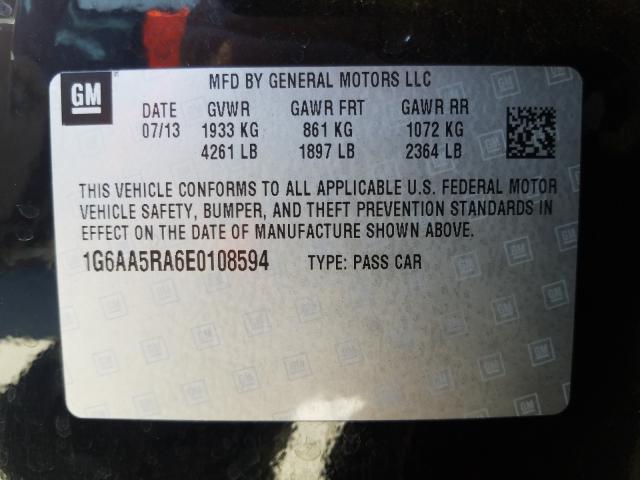 GM
MFD BY GENERAL MOTORS LLC
DATE GVWR GAWR FRT GAWR RR
07/13 1933 KG 861 KG 1072 KG
4261 LB 1897 LB 2364 LB
THIS VEHICLE CONFORMS TO ALL APPLICABLE U.S. FEDERAL MOTOR
VEHICLE SAFETY, BUMPER, AND THEFT PREVENTION STANDARDS IN
EFFECT ON THE DATE OF MANUFACTURE SHOWN ABOVE.
1G6AA5RA6E0108594 TYPE: PASS CAR